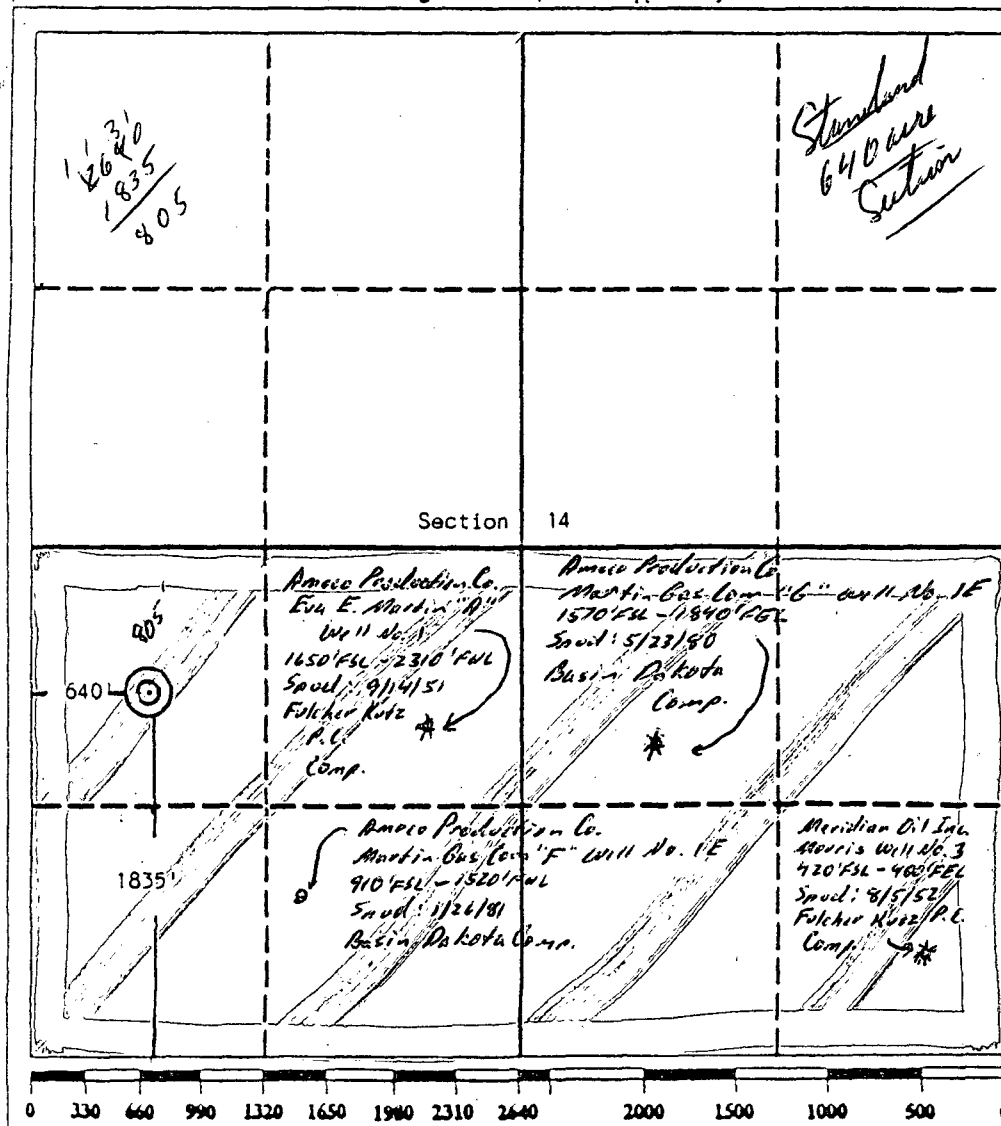 1 1 31
2640
1835
805
Standard
640 acre
Section
Section 14
805'
640'
1835'
Amoco Production Co.
Eva E. Martin "A"
Well No. 1
1650'FSL - 2310'FWL
Spud: 9/14/51
Fulcher Kutz
P.C.
Comp.
Amoco Production Co
Martin Gas Com "G" well No. 1E
1570'FSL - 1840'FEL
Spud: 5/23/80
Basin Dakota
Comp.
Amoco Production Co.
Martin Gas Com "F" Well No. 1E
910'FSL - 1520'FWL
Spud: 1/26/81
Basin Dakota Comp.
Meridian Oil Inc
Morris Well No. 3
420'FSL - 400'FEL
Spud: 8/5/52
Fulcher Kutz P.C.
Comp.
0 330 660 990 1320 1650 1980 2310 2640 2000 1500 1000 500